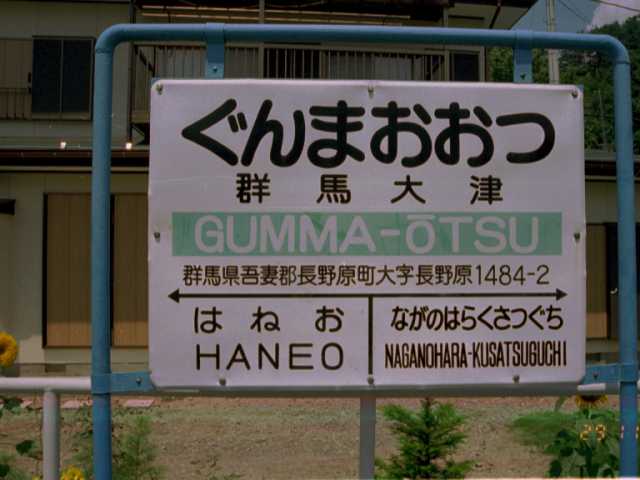 ぐんまおおつ
群馬大津
GUMMA-ŌTSU
群馬県吾妻郡長野原町大字長野原1484-2
はねお ながのはらくさつぐち
HANEO NAGANOHARA-KUSATSUGUCHI